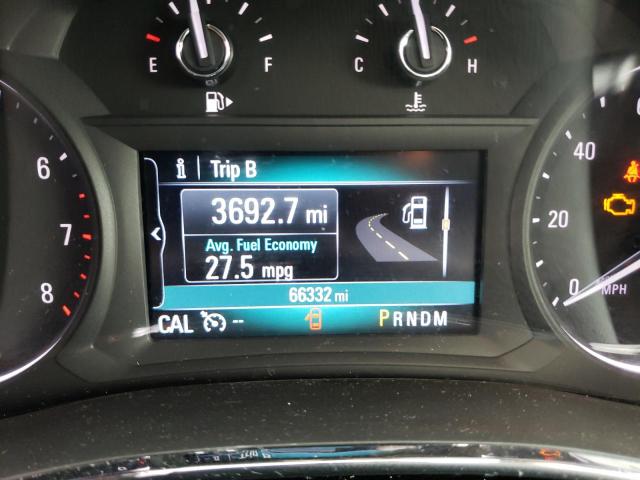 E F
C H
i Trip B
3692.7 mi
Avg. Fuel Economy
27.5 mpg
66332 mi
CAL -- PRNDM
6
7
8
40
20
0
MPH